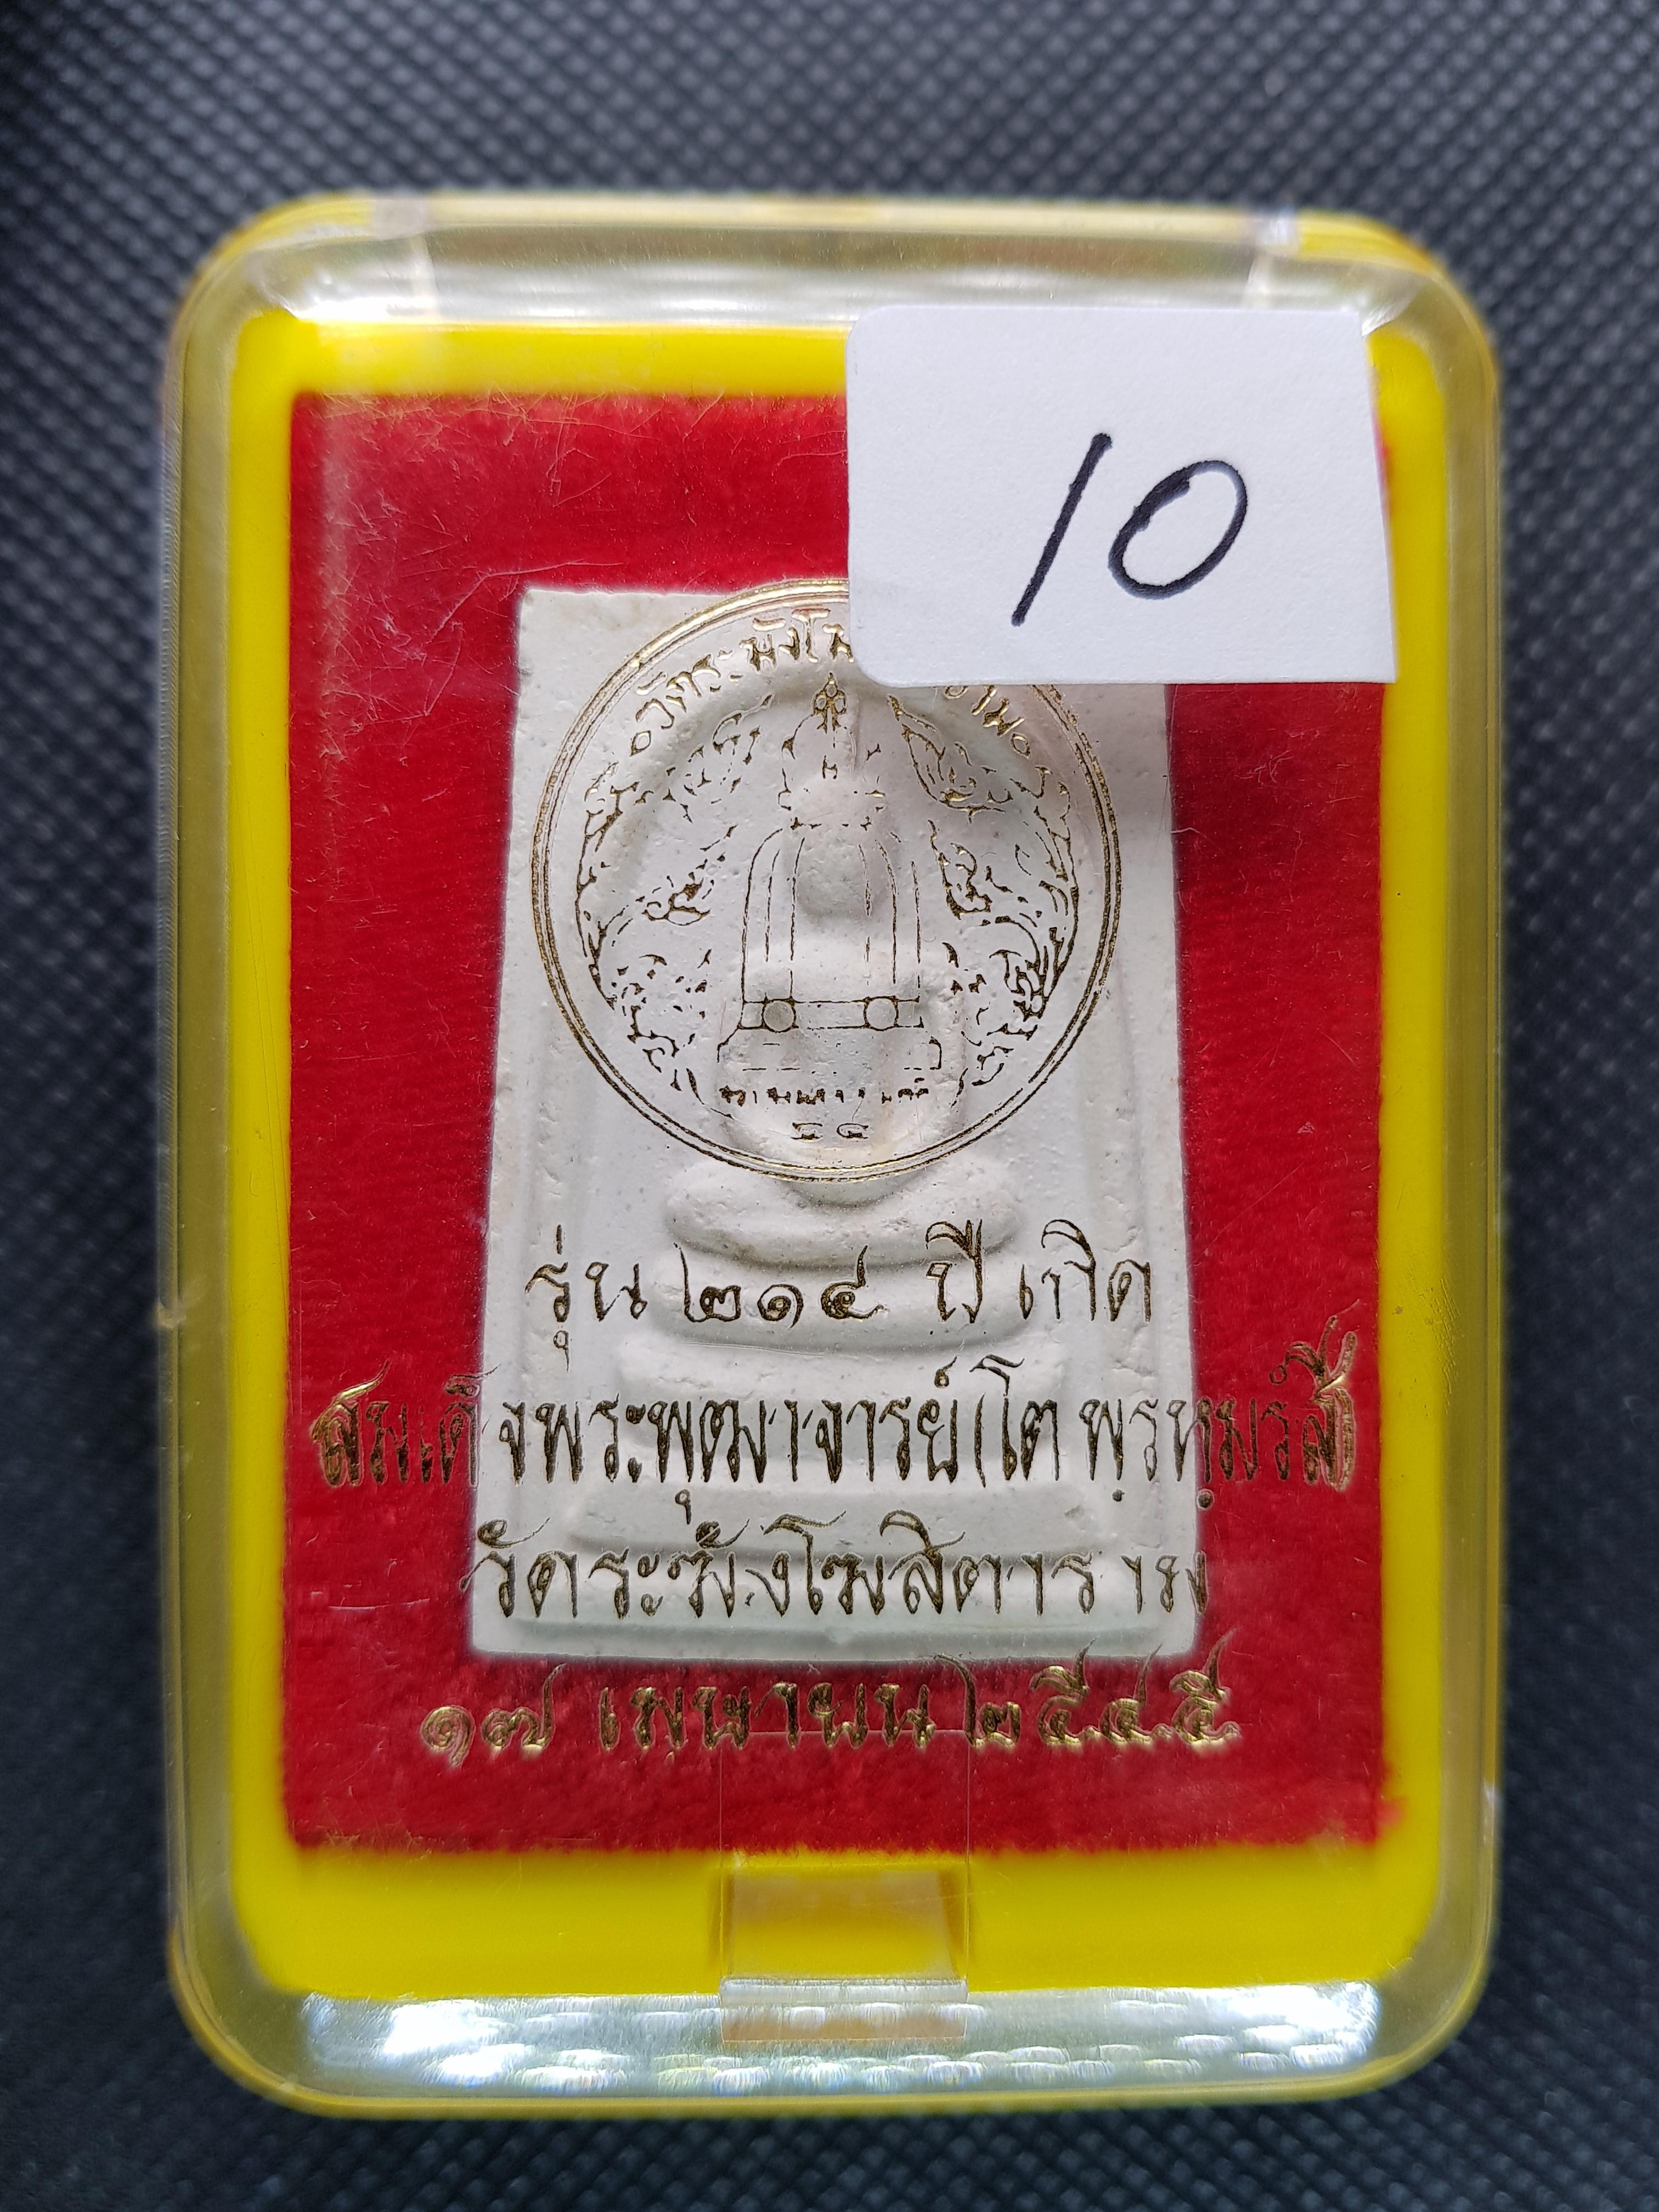 10
รุ่น ๒๑๔ ปี เกิด
สมเด็จพระพุฒาจารย์(โต พฺรหฺมรํสี)
วัดระฆังโฆสิตาราม
๑๗ เมษายน ๒๕๔๕